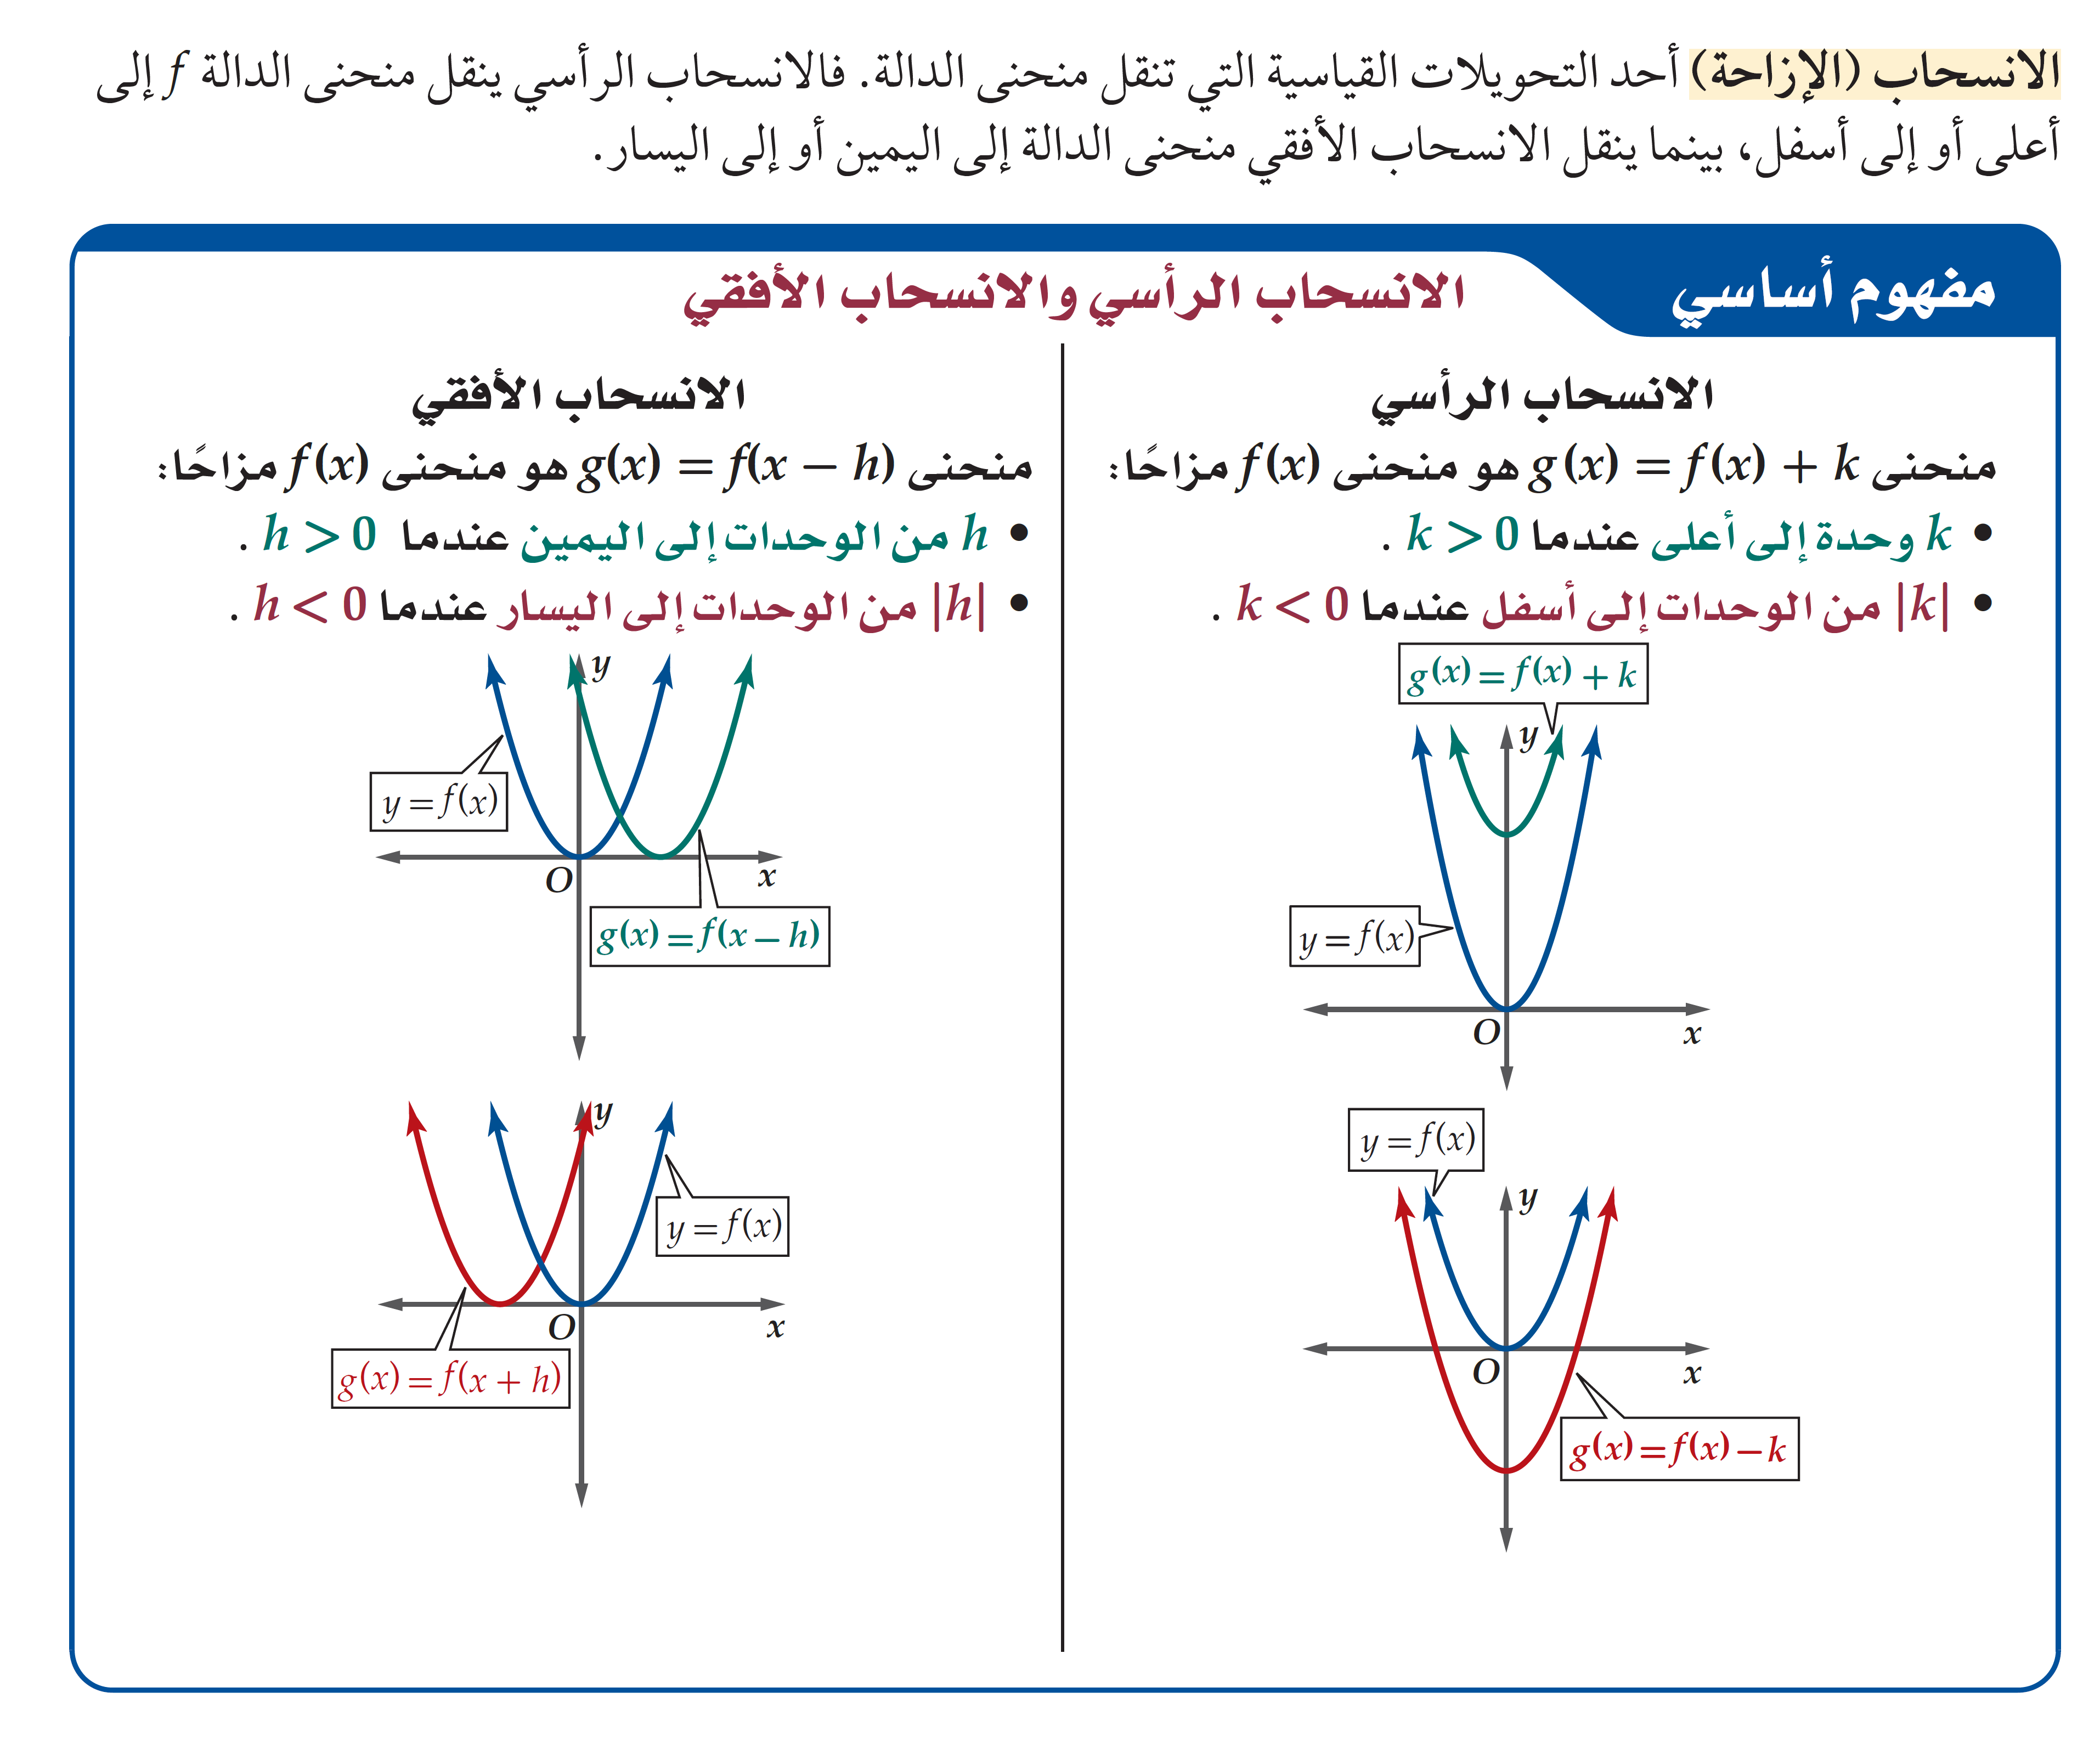 الانسحاب (الإزاحة) أحد التحويلات القياسية التي تنقل منحنى الدالة. فالانسحاب الرأسي ينقل منحنى الدالة f إلى
أعلى أو إلى أسفل، بينما ينقل الانسحاب الأفقي منحنى الدالة إلى اليمين أو إلى اليسار.
مفهوم أساسي
الانسحاب الرأسي والانسحاب الأفقي
الانسحاب الرأسي
منحنى g(x) = f(x) + k هو منحنى f(x) مزاحًا:
• k وحدة إلى أعلى عندما k > 0 .
• |k| من الوحدات إلى أسفل عندما k < 0 .
g(x) = f(x) + k
y
y = f(x)
O
x
y = f(x)
y
O
x
g(x) = f(x) − k
الانسحاب الأفقي
منحنى g(x) = f(x − h) هو منحنى f(x) مزاحًا:
• h من الوحدات إلى اليمين عندما h > 0 .
• |h| من الوحدات إلى اليسار عندما h < 0 .
y
y = f(x)
O
x
g(x) = f(x − h)
y
y = f(x)
O
x
g(x) = f(x + h)